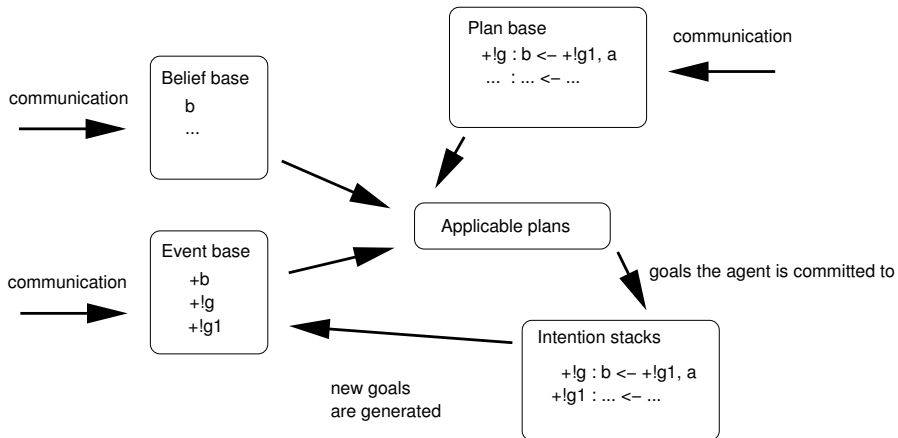 Plan base
+!g : b <− +!g1, a
... : ... <− ...
communication
Belief base
b
...
communication
Applicable plans
Event base
+b
+!g
+!g1
communication
goals the agent is committed to
Intention stacks
+!g : b <− +!g1, a
+!g1 : ... <− ...
new goals
are generated